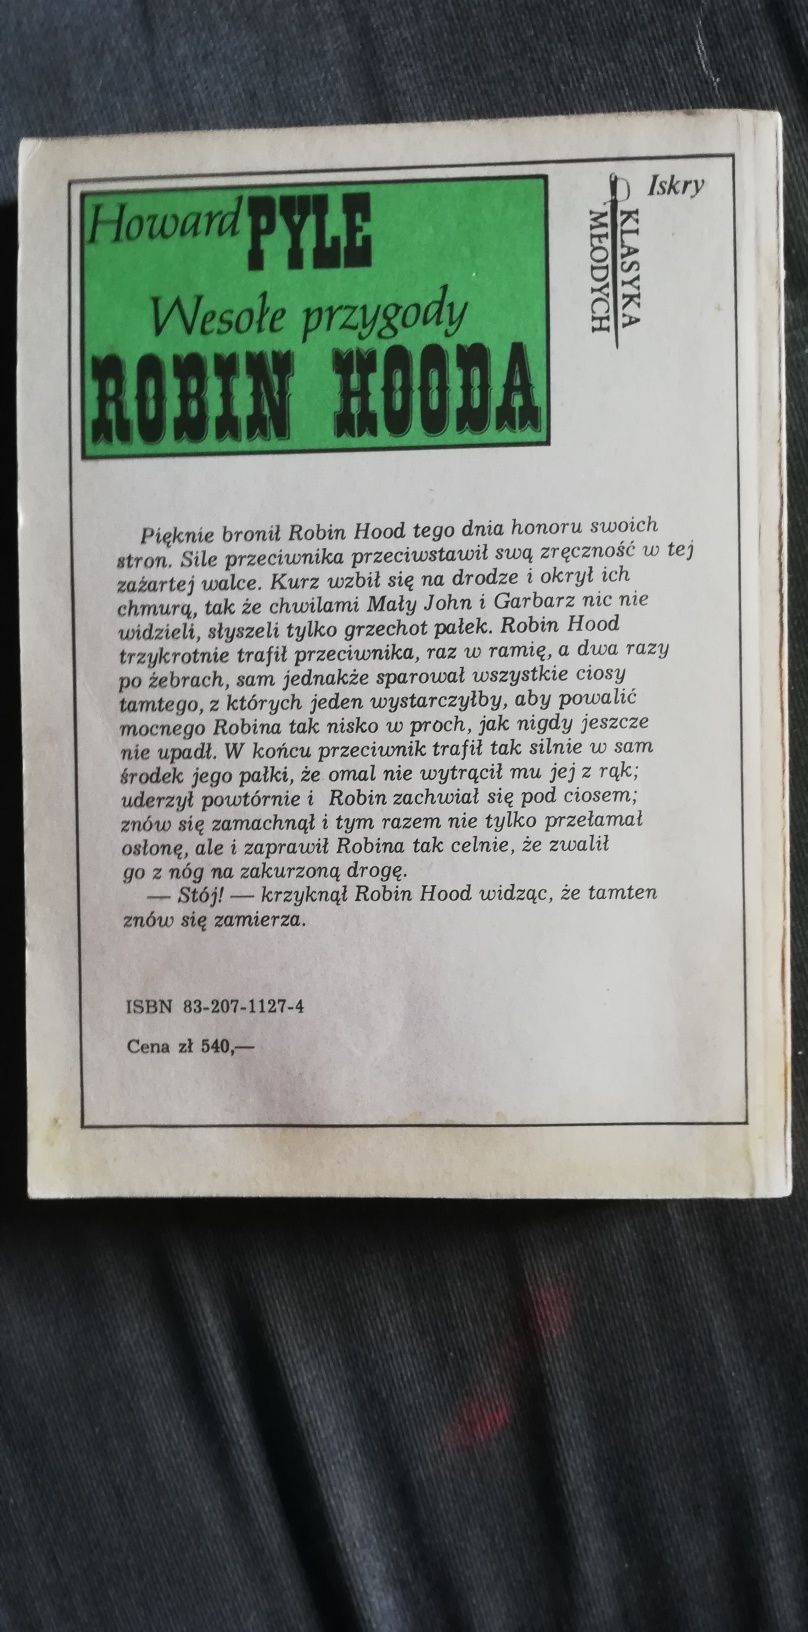 Howard PYLE
Wesołe przygody
ROBIN HOODA
Iskry
KLASYKA
MŁODYCH
Pięknie bronił Robin Hood tego dnia honoru swoich
stron. Sile przeciwnika przeciwstawił swą zręczność w tej
zażartej walce. Kurz wzbił się na drodze i okrył ich
chmurą, tak że chwilami Mały John i Garbarz nic nie
widzieli, słyszeli tylko grzechot pałek. Robin Hood
trzykrotnie trafił przeciwnika, raz w ramię, a dwa razy
po żebrach, sam jednakże sparował wszystkie ciosy
tamtego, z których jeden wystarczyłby, aby powalić
mocnego Robina tak nisko w proch, jak nigdy jeszcze
nie upadł. W końcu przeciwnik trafił tak silnie w sam
środek jego pałki, że omal nie wytrącił mu jej z rąk;
uderzył powtórnie i Robin zachwiał się pod ciosem;
znów się zamachnął i tym razem nie tylko przełamał
osłonę, ale i zaprawił Robina tak celnie, że zwalił
go z nóg na zakurzoną drogę.
— Stój! — krzyknął Robin Hood widząc, że tamten
znów się zamierza.
ISBN 83-207-1127-4
Cena zł 540,—